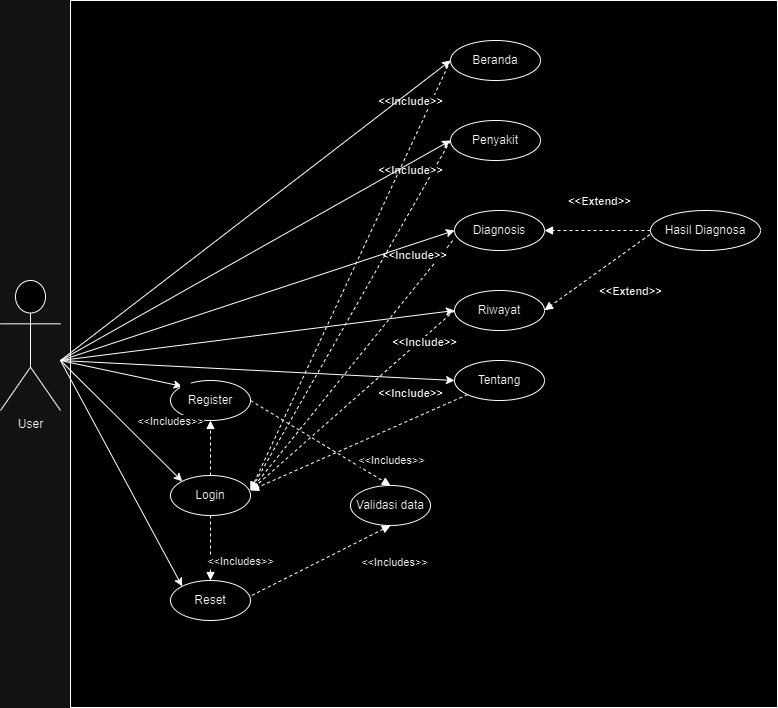 Beranda
<<Include>>
Penyakit
<<Include>>
<<Extend>>
Diagnosis
Hasil Diagnosa
<<Include>>
<<Extend>>
Riwayat
<<Include>>
Tentang
<<Include>>
Register
<<Includes>>
User
<<Includes>>
Login
Validasi data
<<Includes>>
<<Includes>>
Reset